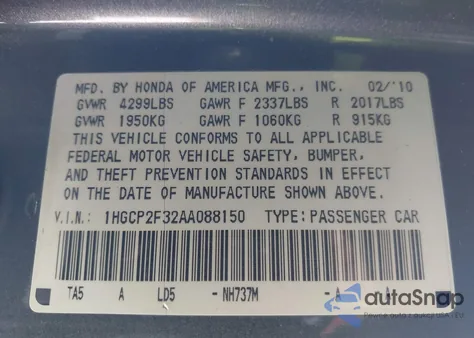 MFD. BY HONDA OF AMERICA MFG., INC. 02/'10
GVWR 4299LBS GAWR F 2337LBS R 2017LBS
GVWR 1950KG GAWR F 1060KG R 915KG
THIS VEHICLE CONFORMS TO ALL APPLICABLE
FEDERAL MOTOR VEHICLE SAFETY, BUMPER,
AND THEFT PREVENTION STANDARDS IN EFFECT
ON THE DATE OF MANUFACTURE SHOWN ABOVE.
V.I.N.: 1HGCP2F32AA088150 TYPE: PASSENGER CAR
TA5 A LD5 -NH737M -A A
autoSnap
Pewne auto z